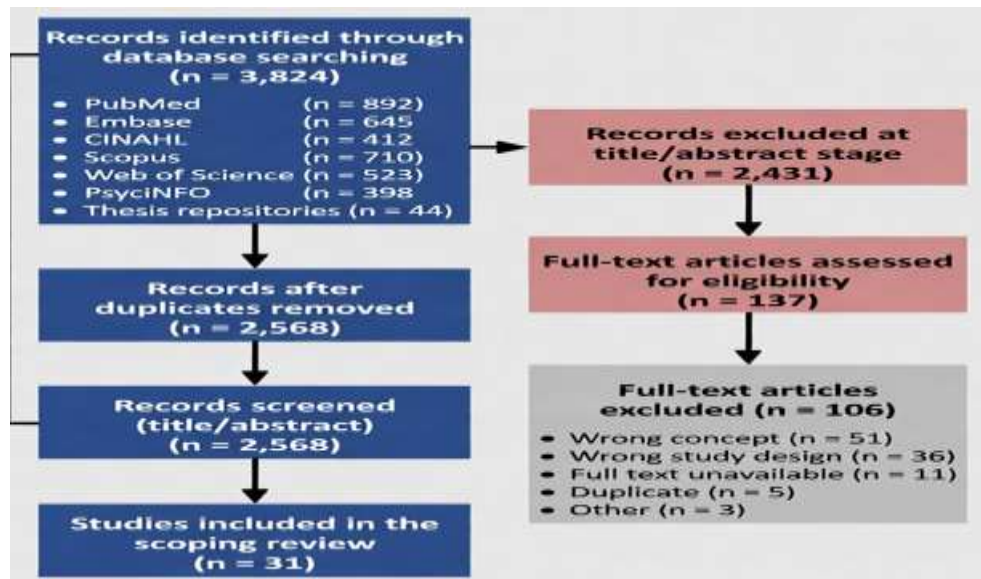 Records identified through
database searching
(n = 3,824)
• PubMed (n = 892)
• Embase (n = 645
• CINAHL (n = 412
• Scopus (n = 710)
• Web of Science (n = 523)
• PsyciNFO (n = 398
• Thesis repositories (n = 44)
Records after
duplicates removed
(n = 2,568)
Records screened
(title/abstract)
(n = 2,568)
Studies included in the
scoping review
(n = 31)
Records excluded at
title/abstract stage
(n = 2,431)
Full-text articles assessed
for eligibility
(n = 137)
Full-text articles
excluded (n = 106)
• Wrong concept (n = 51)
• Wrong study design (n = 36)
• Full text unavailable (n = 11)
• Duplicate (n = 5)
• Other (n = 3)